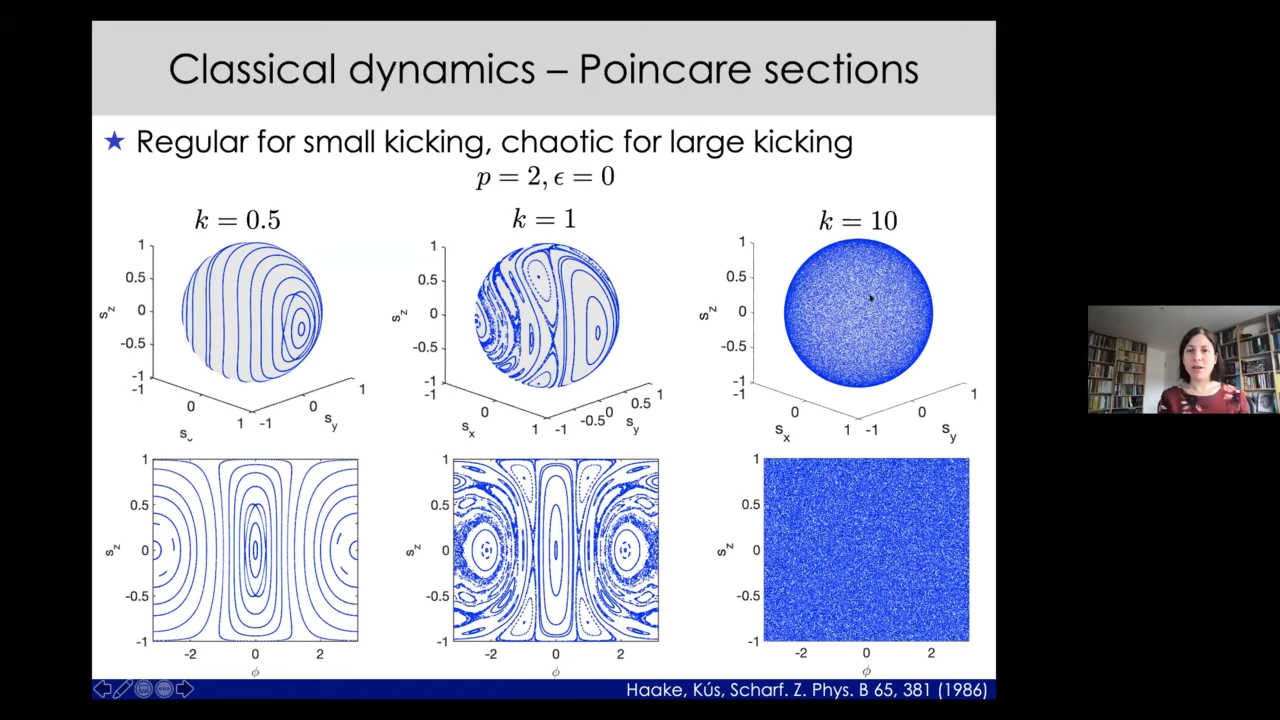 Classical dynamics – Poincare sections
★ Regular for small kicking, chaotic for large kicking
p = 2, ϵ = 0
k = 0.5
k = 1
k = 10
1
0.5
0
-0.5
-1
s_z
-1
0
1
-1
0
1
s_y
1
0.5
0
-0.5
-1
s_z
-1
0
1
s_x
-1
-0.5
0
0.5
1
s_y
1
0.5
0
-0.5
-1
s_z
-1
0
1
s_x
-1
0
1
s_y
1
0.5
0
-0.5
-1
s_z
-2
0
2
ϕ
1
0.5
0
-0.5
-1
s_z
-2
0
2
ϕ
1
0.5
0
-0.5
-1
s_z
-2
0
2
ϕ
Haake, Kús, Scharf. Z. Phys. B 65, 381 (1986)